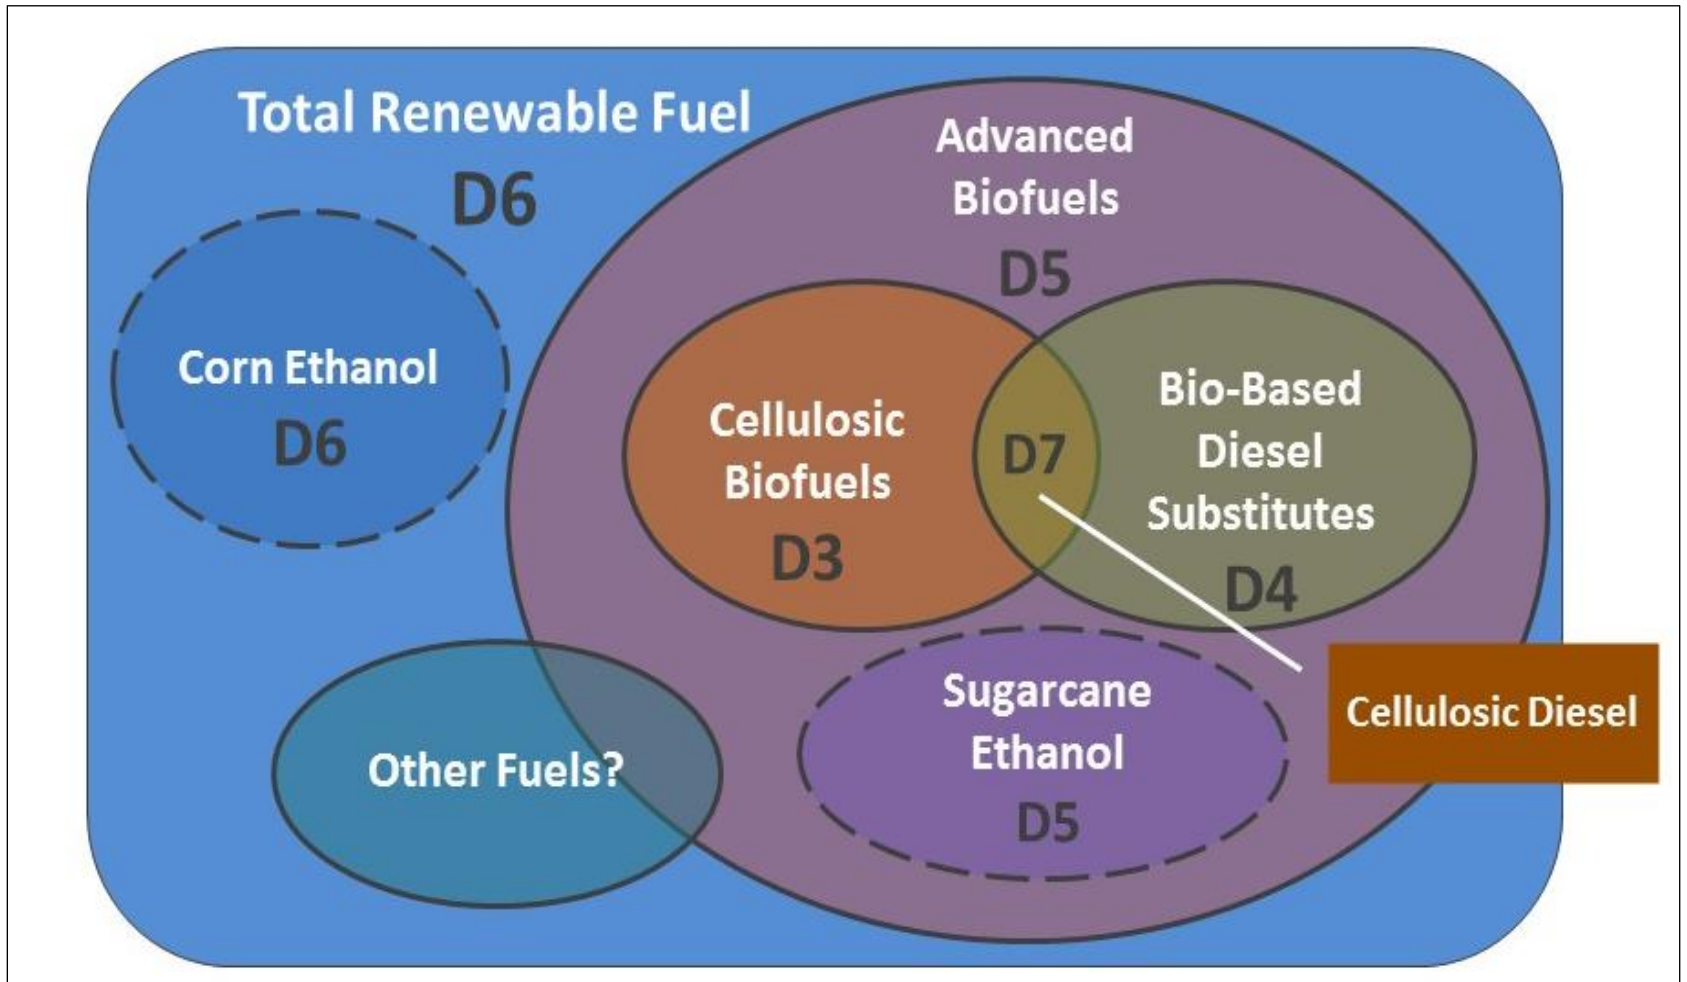 Total Renewable Fuel
D6
Corn Ethanol
D6
Advanced
Biofuels
D5
Cellulosic
Biofuels
D3
D7
Bio-Based
Diesel
Substitutes
D4
Sugarcane
Ethanol
D5
Other Fuels?
Cellulosic Diesel